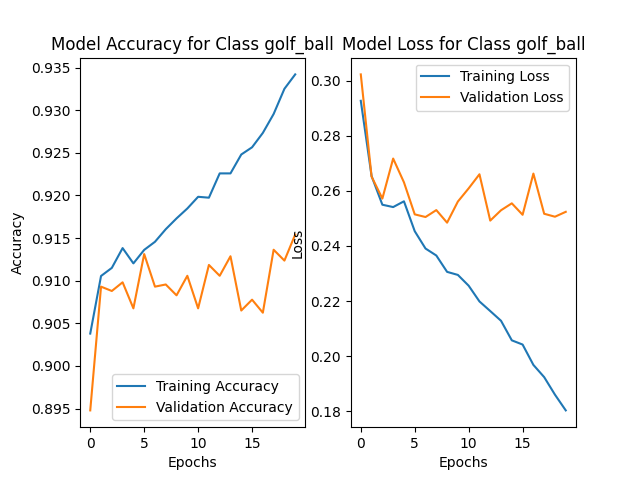 Model Accuracy for Class golf_ball
0.935
0.930
0.925
0.920
0.915
0.910
0.905
0.900
0.895
Accuracy
0
5
10
15
Epochs
Training Accuracy
Validation Accuracy
Model Loss for Class golf_ball
0.30
0.28
0.26
0.24
0.22
0.20
0.18
Loss
0
5
10
15
Epochs
Training Loss
Validation Loss